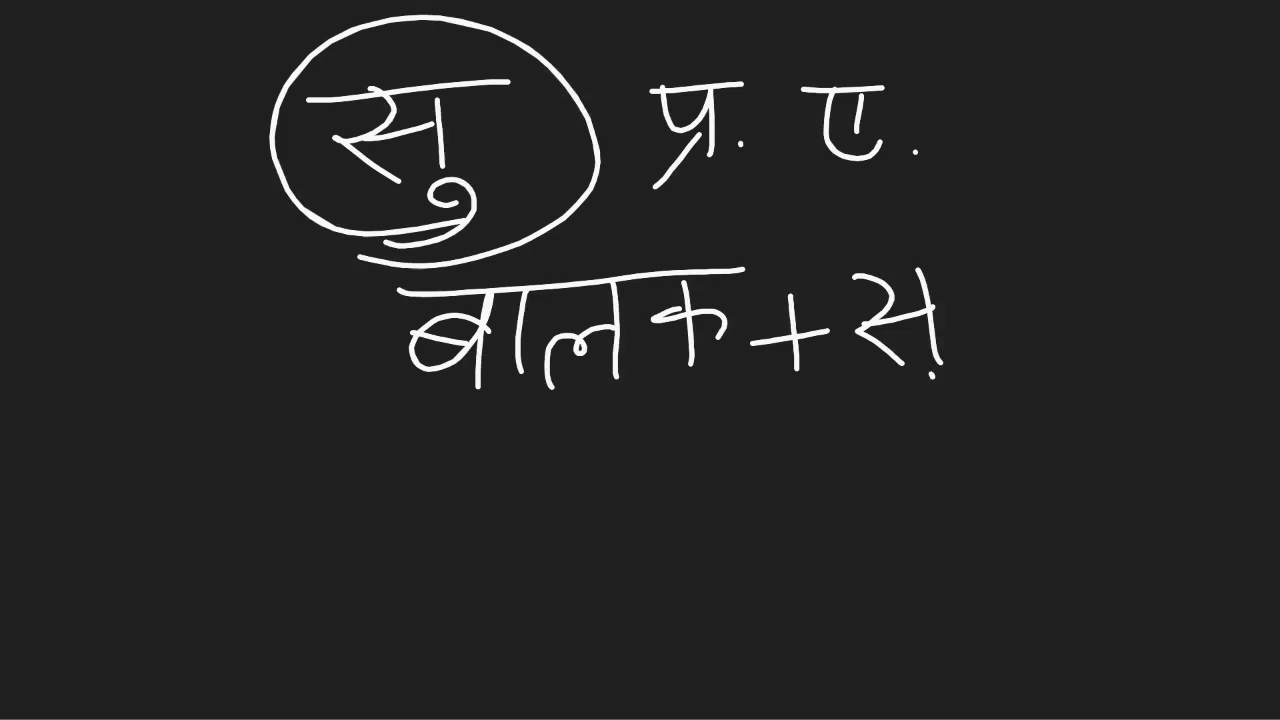 सु प्र. ए.
बालक + स्